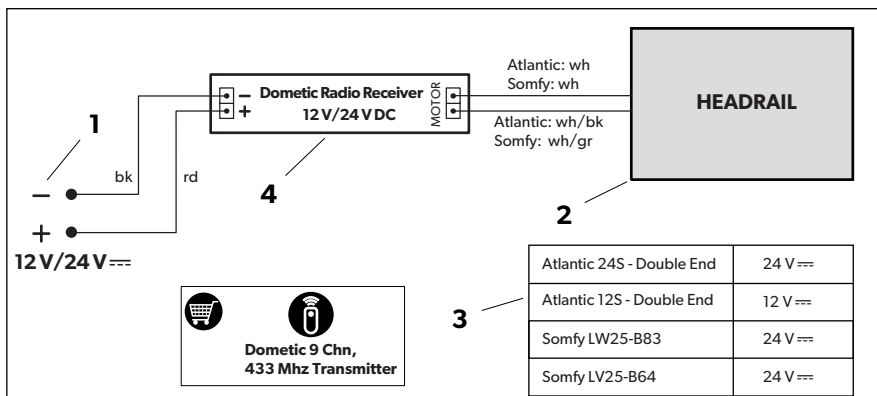 Atlantic: wh
Somfy: wh
Dometic Radio Receiver
12 V/24 V DC
MOTOR
−
+
HEADRAIL
Atlantic: wh/bk
Somfy: wh/gr
1
bk
rd
4
2
−
+
12 V/24 V⎓
3
Atlantic 24S - Double End 24 V⎓
Atlantic 12S - Double End 12 V⎓
Somfy LW25-B83 24 V⎓
Somfy LV25-B64 24 V⎓
Dometic 9 Chn,
433 Mhz Transmitter